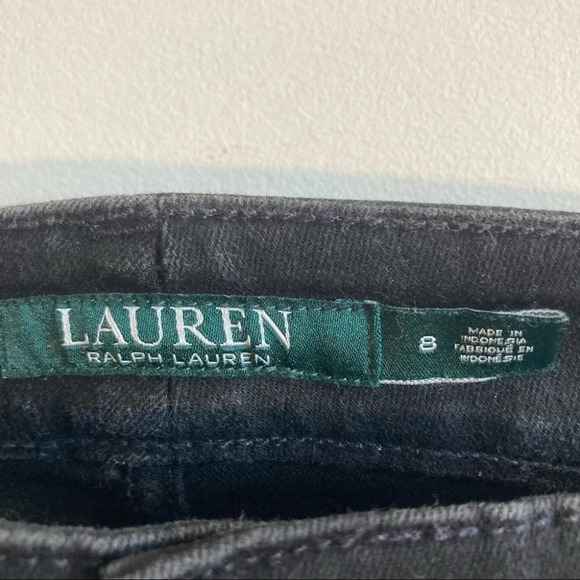 LAUREN
RALPH LAUREN
8
MADE IN
INDONESIA
FABRIQUÉ EN
INDONÉSIE